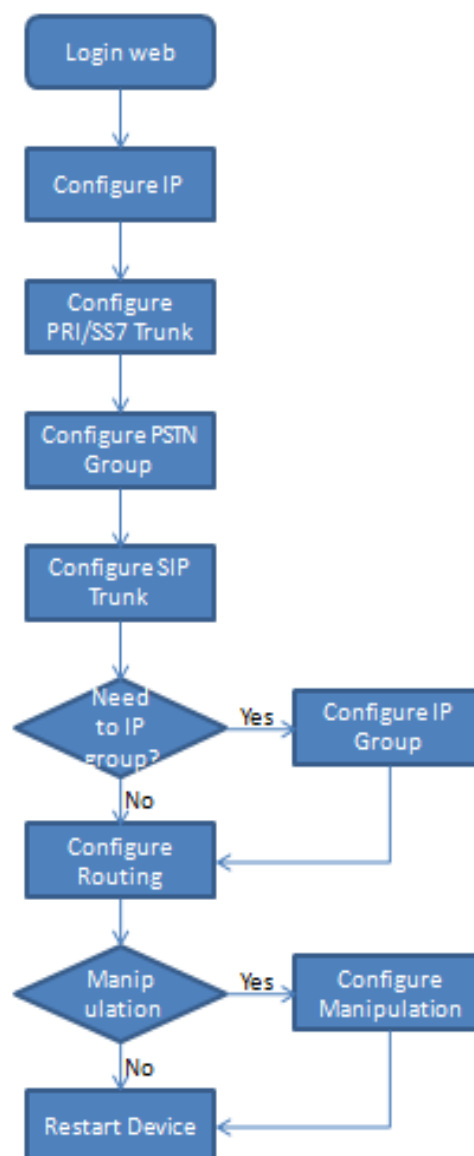 Login web
Configure IP
Configure
PRI/SS7 Trunk
Configure PSTN
Group
Configure SIP
Trunk
Need
to IP
group?
Yes
Configure IP
Group
No
Configure
Routing
Manip
ulation
Yes
Configure
Manipulation
No
Restart Device